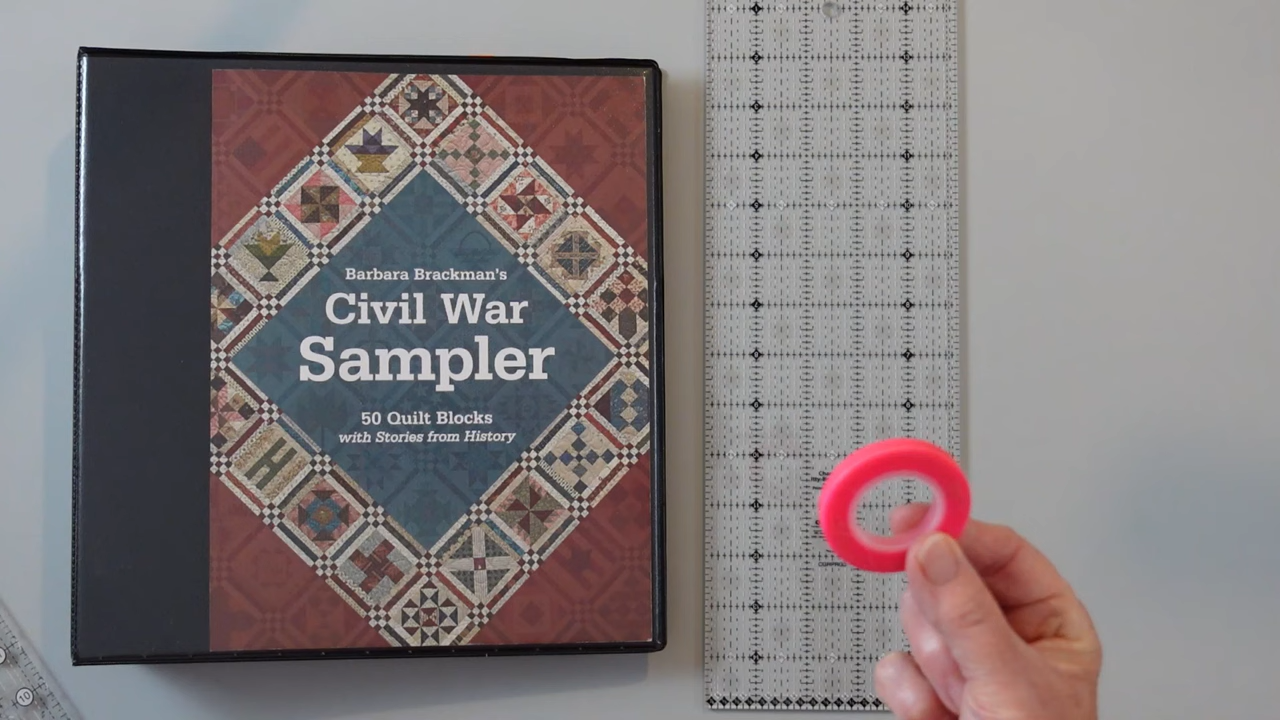 Barbara Brackman's
Civil War
Sampler
50 Quilt Blocks
with Stories from History